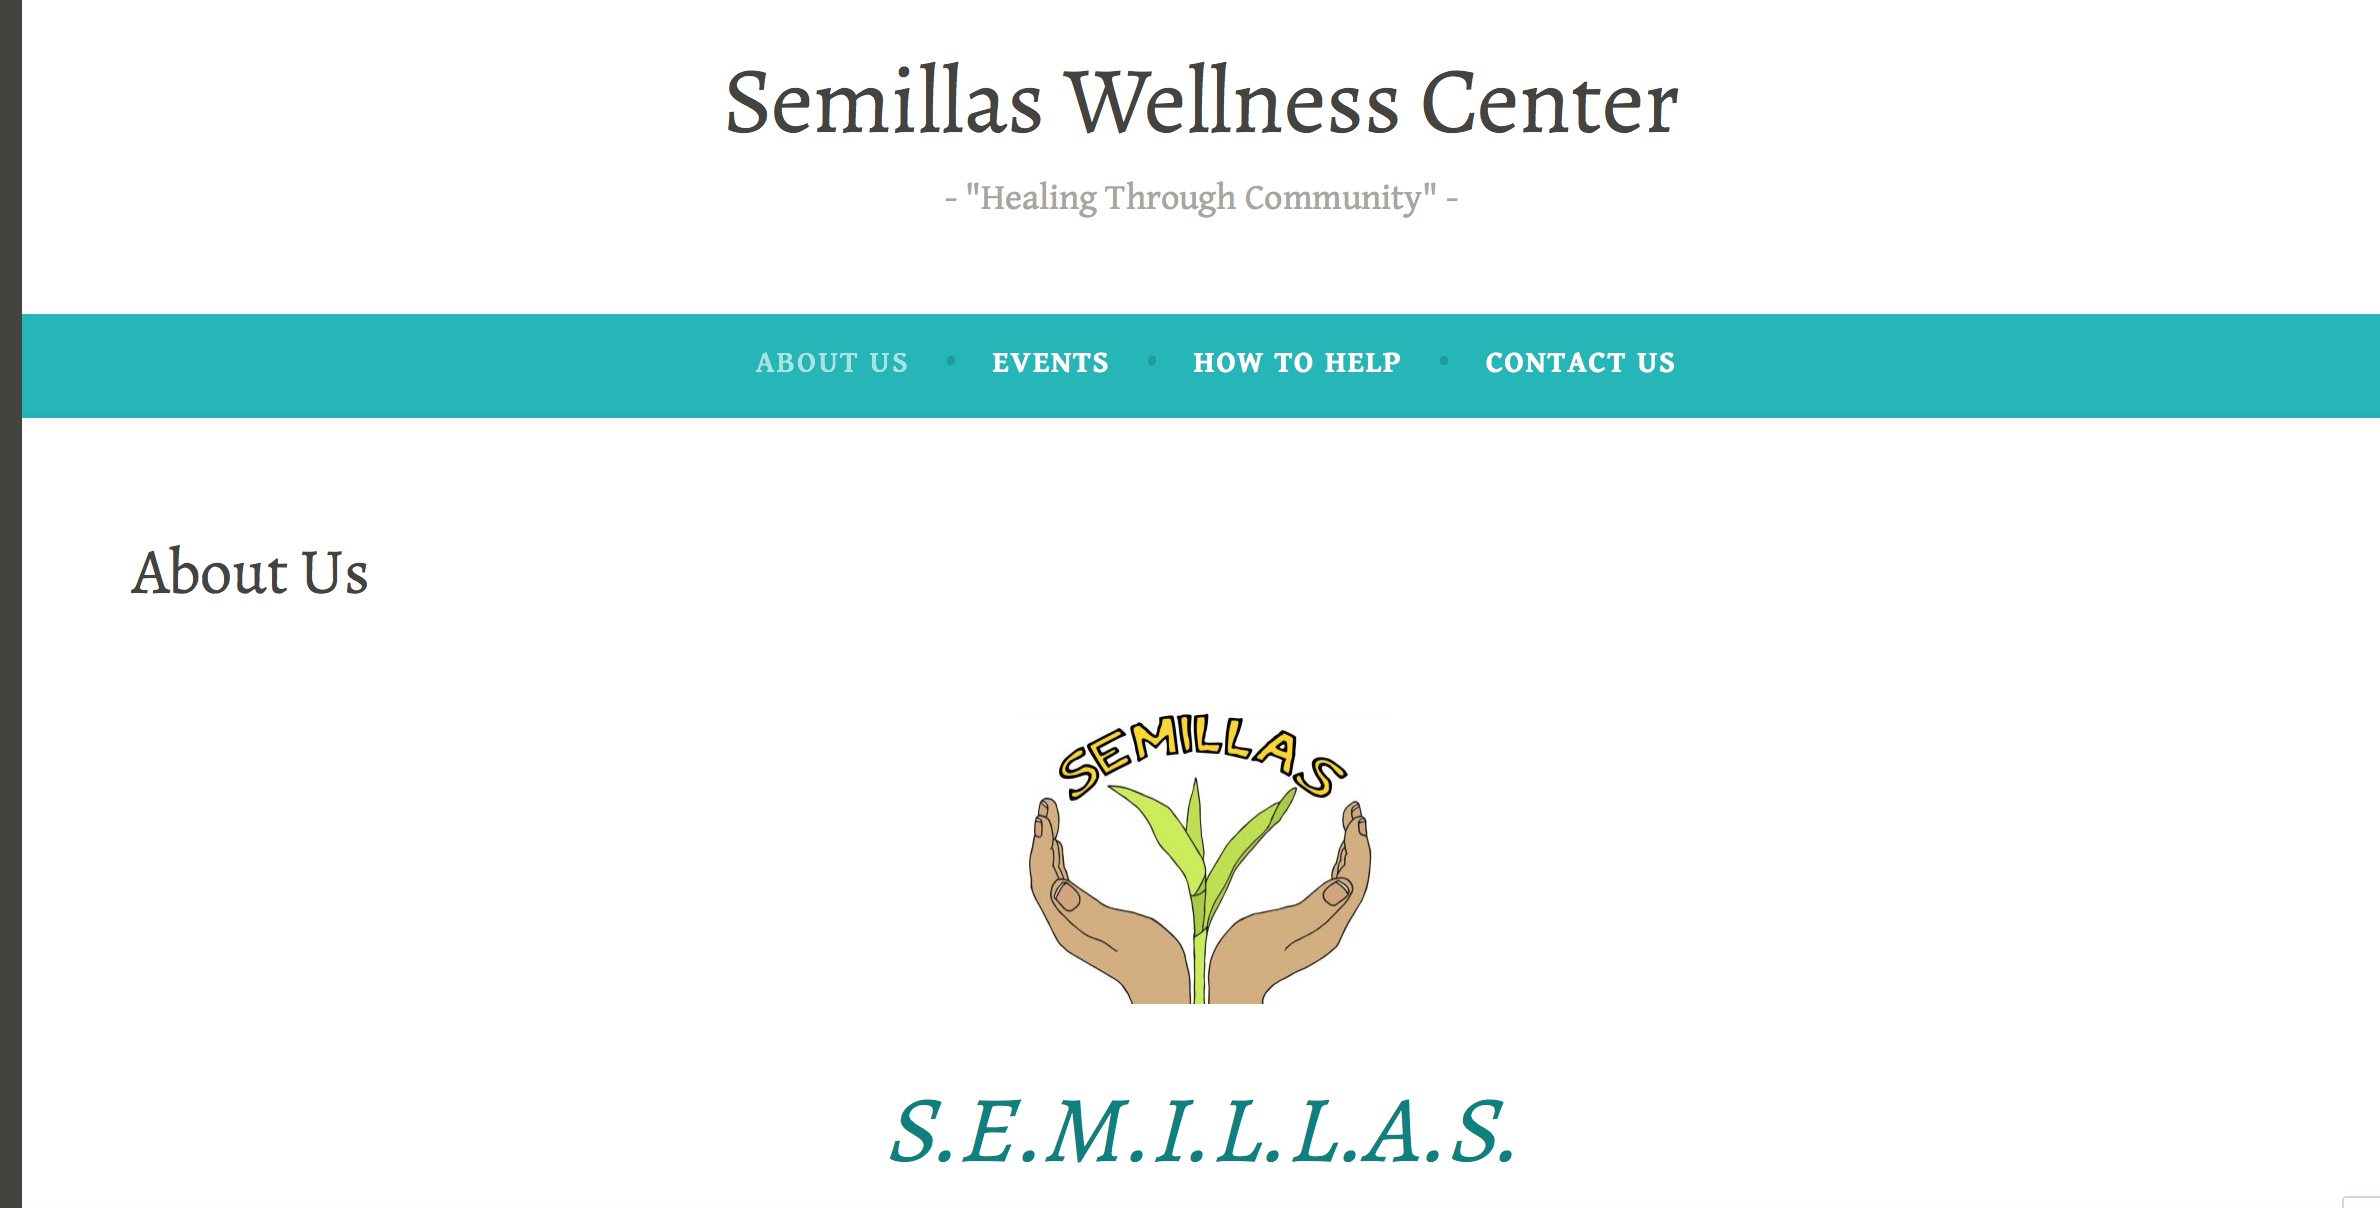 Semillas Wellness Center
- "Healing Through Community" -
ABOUT US • EVENTS • HOW TO HELP • CONTACT US
About Us
SEMILLAS
S.E.M.I.L.L.A.S.